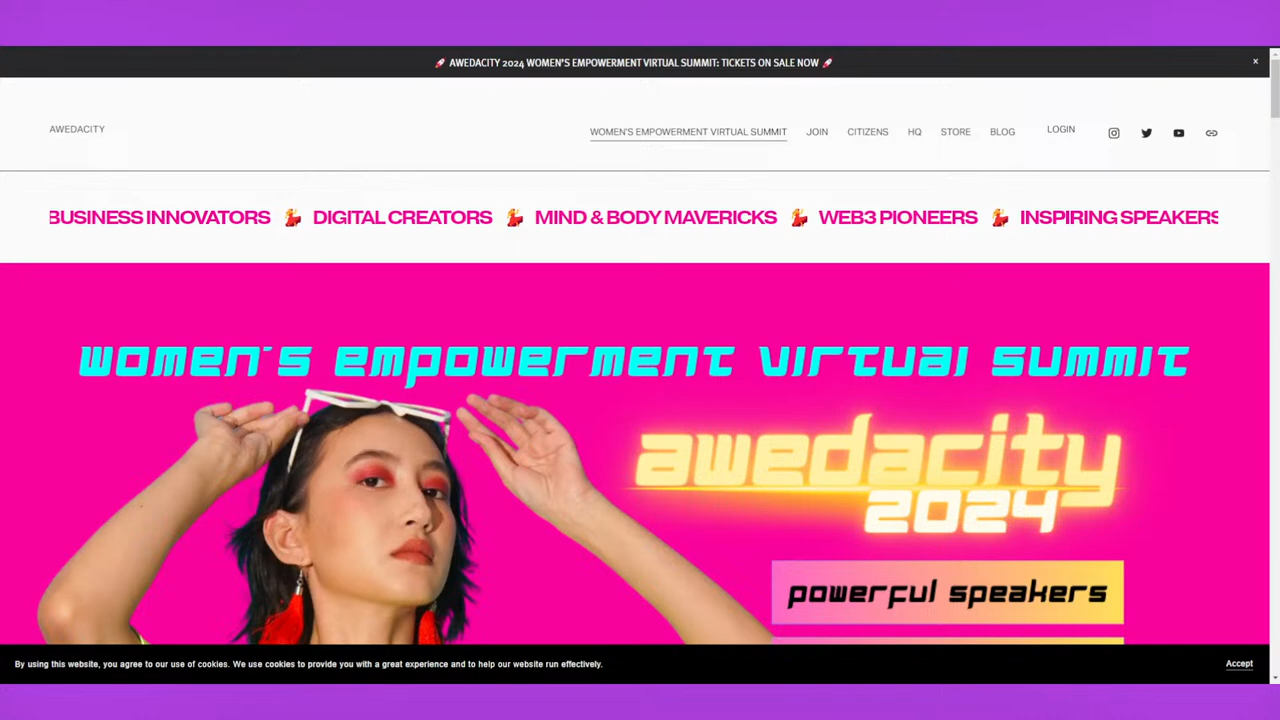 🚀 AWEDACITY 2024 WOMEN'S EMPOWERMENT VIRTUAL SUMMIT: TICKETS ON SALE NOW 🚀
×
AWEDACITY
WOMEN'S EMPOWERMENT VIRTUAL SUMMIT JOIN CITIZENS HQ STORE BLOG LOGIN
BUSINESS INNOVATORS 💃 DIGITAL CREATORS 💃 MIND & BODY MAVERICKS 💃 WEB3 PIONEERS 💃 INSPIRING SPEAKERS
women's empowerment virtual summit
awedacity
2024
powerful speakers
By using this website, you agree to our use of cookies. We use cookies to provide you with a great experience and to help our website run effectively.
Accept